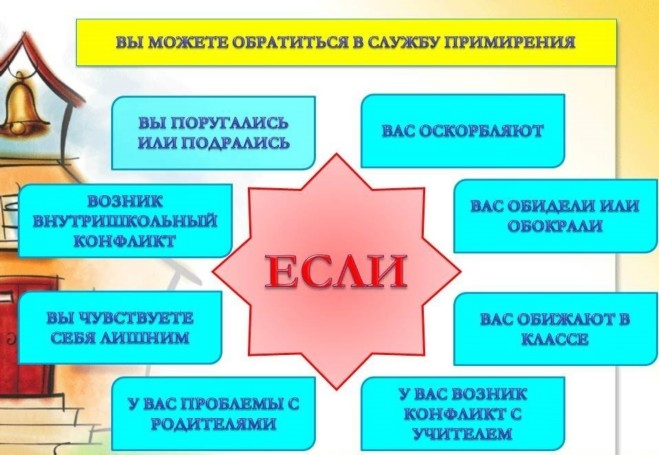 ВЫ МОЖЕТЕ ОБРАТИТЬСЯ В СЛУЖБУ ПРИМИРЕНИЯ
ВЫ ПОРУГАЛИСЬ
ИЛИ ПОДРАЛИСЬ
ВАС ОСКОРБЛЯЮТ
ВОЗНИК
ВНУТРИШКОЛЬНЫЙ
КОНФЛИКТ
ВАС ОБИДЕЛИ ИЛИ
ОБОКРАЛИ
ЕСЛИ
ВЫ ЧУВСТВУЕТЕ
СЕБЯ ЛИШНИМ
ВАС ОБИЖАЮТ В
КЛАССЕ
У ВАС ПРОБЛЕМЫ С
РОДИТЕЛЯМИ
У ВАС ВОЗНИК
КОНФЛИКТ С
УЧИТЕЛЕМ